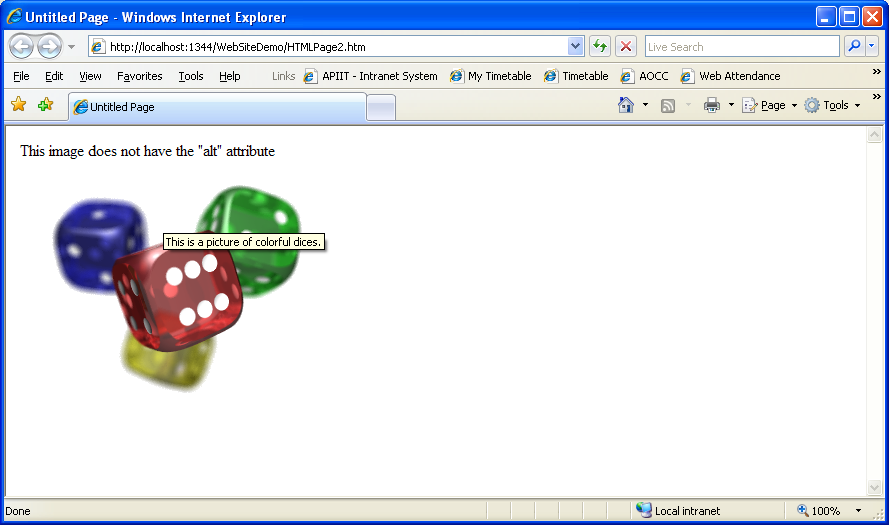 Untitled Page - Windows Internet Explorer
http://localhost:1344/WebSiteDemo/HTMLPage2.htm Live Search
File Edit View Favorites Tools Help Links APIIT - Intranet System My Timetable Timetable AOCC Web Attendance »
Untitled Page Page Tools »
This image does not have the "alt" attribute
This is a picture of colorful dices.
Done Local intranet 100%